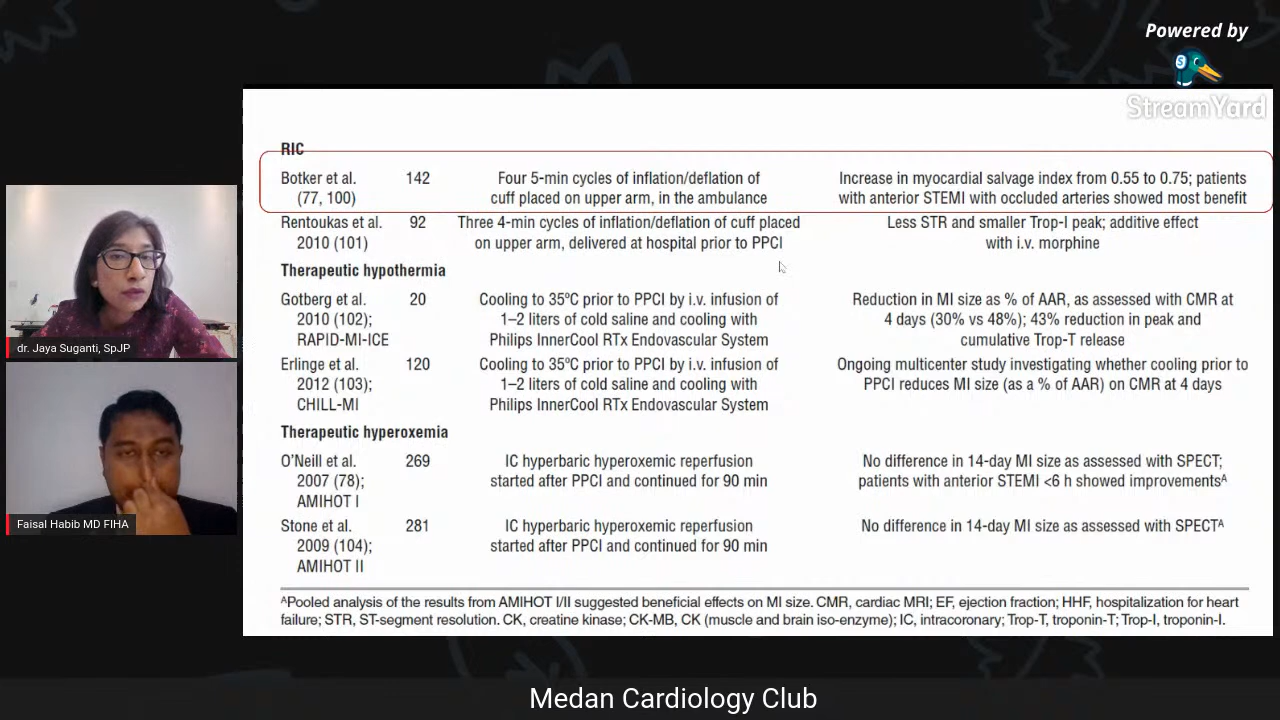 Powered by
S
StreamYard
RIC
Botker et al. 142 Four 5-min cycles of inflation/deflation of Increase in myocardial salvage index from 0.55 to 0.75; patients
(77, 100) cuff placed on upper arm, in the ambulance with anterior STEMI with occluded arteries showed most benefit
Rentoukas et al. 92 Three 4-min cycles of inflation/deflation of cuff placed Less STR and smaller Trop-I peak; additive effect
2010 (101) on upper arm, delivered at hospital prior to PPCI with i.v. morphine
Therapeutic hypothermia
Gotberg et al. 20 Cooling to 35ºC prior to PPCI by i.v. infusion of Reduction in MI size as % of AAR, as assessed with CMR at
2010 (102); 1–2 liters of cold saline and cooling with 4 days (30% vs 48%); 43% reduction in peak and
RAPID-MI-ICE Philips InnerCool RTx Endovascular System cumulative Trop-T release
Erlinge et al. 120 Cooling to 35ºC prior to PPCI by i.v. infusion of Ongoing multicenter study investigating whether cooling prior to
2012 (103); 1–2 liters of cold saline and cooling with PPCI reduces MI size (as a % of AAR) on CMR at 4 days
CHILL-MI Philips InnerCool RTx Endovascular System
Therapeutic hyperoxemia
O'Neill et al. 269 IC hyperbaric hyperoxemic reperfusion No difference in 14-day MI size as assessed with SPECT;
2007 (78); started after PPCI and continued for 90 min patients with anterior STEMI <6 h showed improvementsᴬ
AMIHOT I
Stone et al. 281 IC hyperbaric hyperoxemic reperfusion No difference in 14-day MI size as assessed with SPECTᴬ
2009 (104); started after PPCI and continued for 90 min
AMIHOT II
ᴬPooled analysis of the results from AMIHOT I/II suggested beneficial effects on MI size. CMR, cardiac MRI; EF, ejection fraction; HHF, hospitalization for heart
failure; STR, ST-segment resolution. CK, creatine kinase; CK-MB, CK (muscle and brain iso-enzyme); IC, intracoronary; Trop-T, troponin-T; Trop-I, troponin-I.
dr. Jaya Suganti, SpJP
Faisal Habib MD FIHA
Medan Cardiology Club